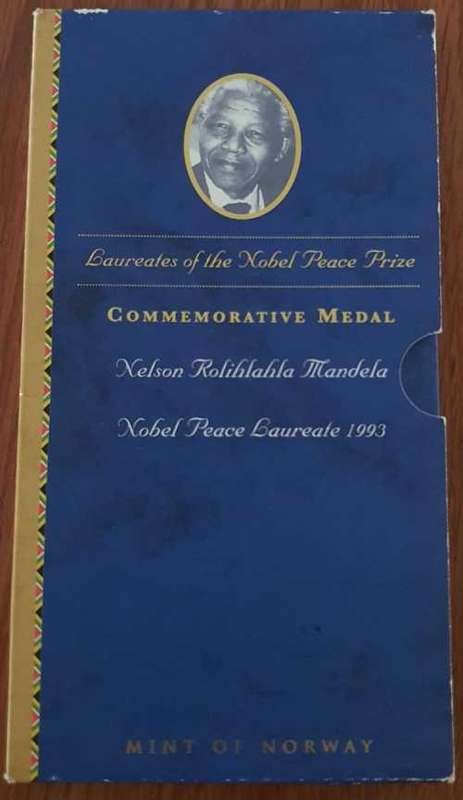 Laureates of the Nobel Peace Prize
COMMEMORATIVE MEDAL
Nelson Rolihlahla Mandela
Nobel Peace Laureate 1993
MINT OF NORWAY